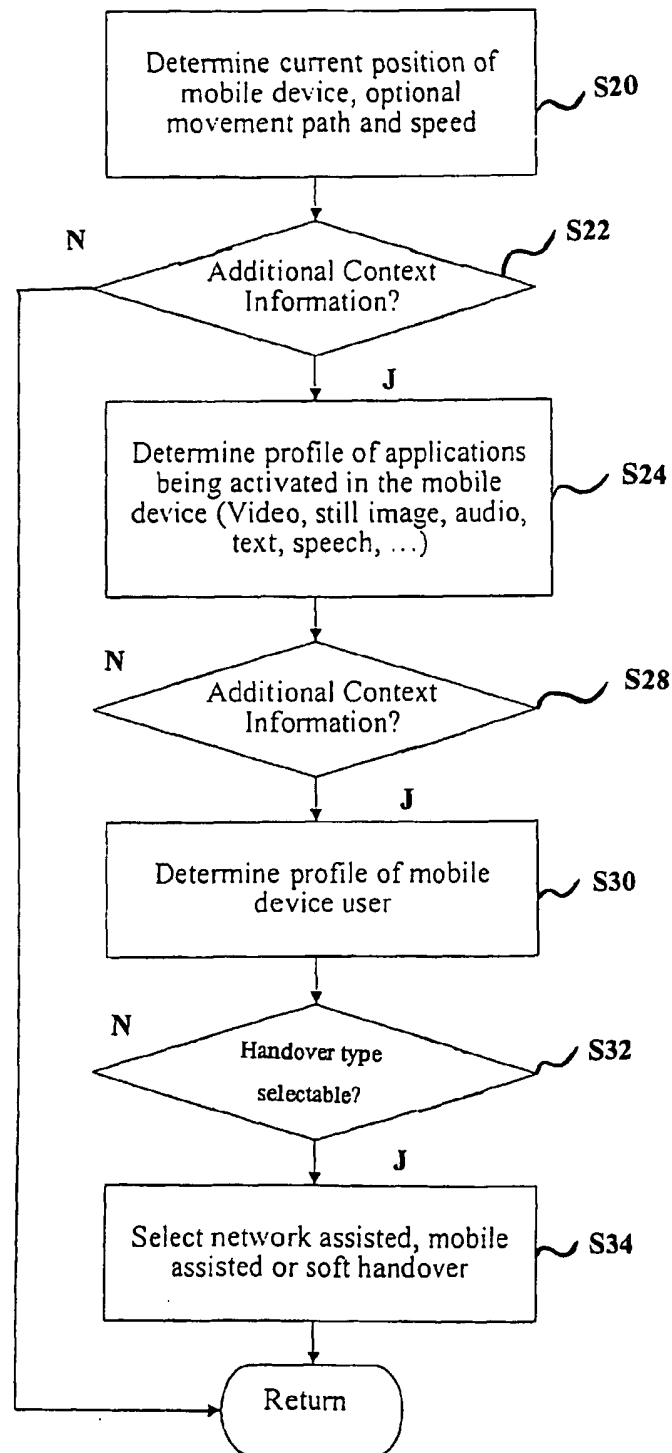 Determine current position of
mobile device, optional
movement path and speed
S20
N
S22
Additional Context
Information?
J
Determine profile of applications
being activated in the mobile
device (Video, still image, audio,
text, speech, ...)
S24
N
S28
Additional Context
Information?
J
Determine profile of mobile
device user
S30
N
Handover type
selectable?
S32
J
Select network assisted, mobile
assisted or soft handover
S34
Return